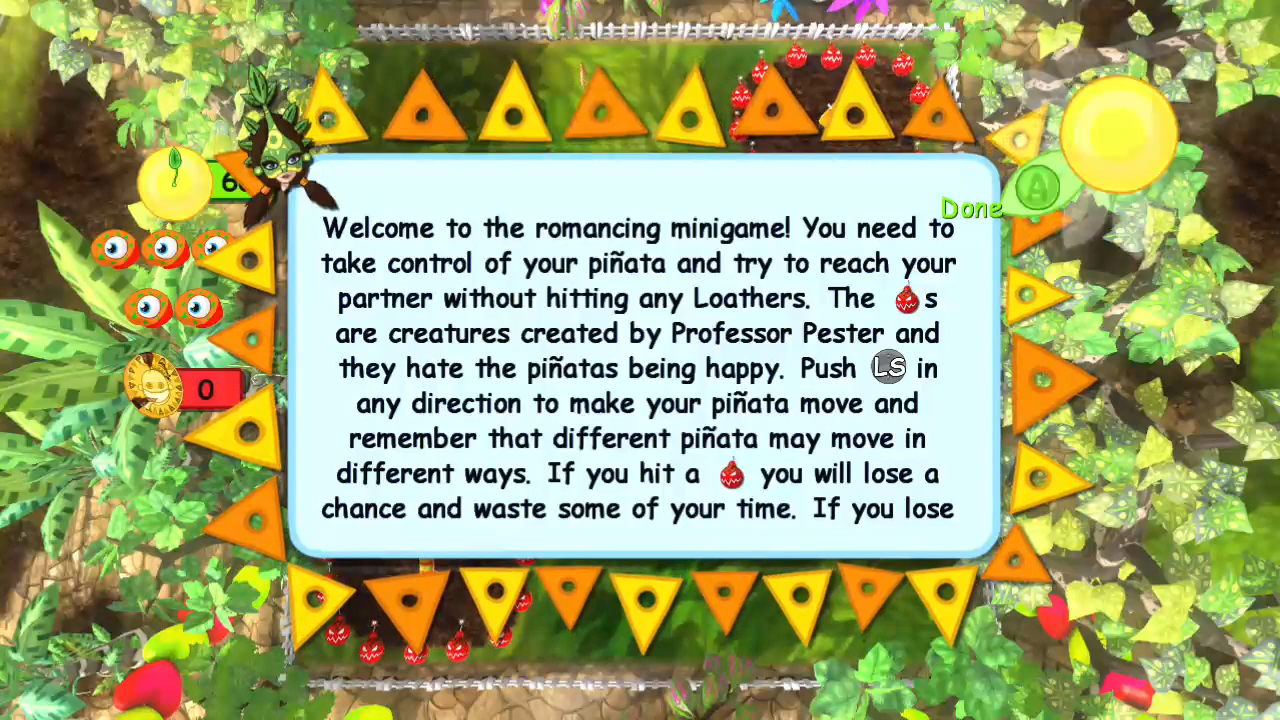 6
Done
A
Welcome to the romancing minigame! You need to
take control of your piñata and try to reach your
partner without hitting any Loathers. The s
are creatures created by Professor Pester and
they hate the piñatas being happy. Push LS in
any direction to make your piñata move and
remember that different piñata may move in
different ways. If you hit a you will lose a
chance and waste some of your time. If you lose
0